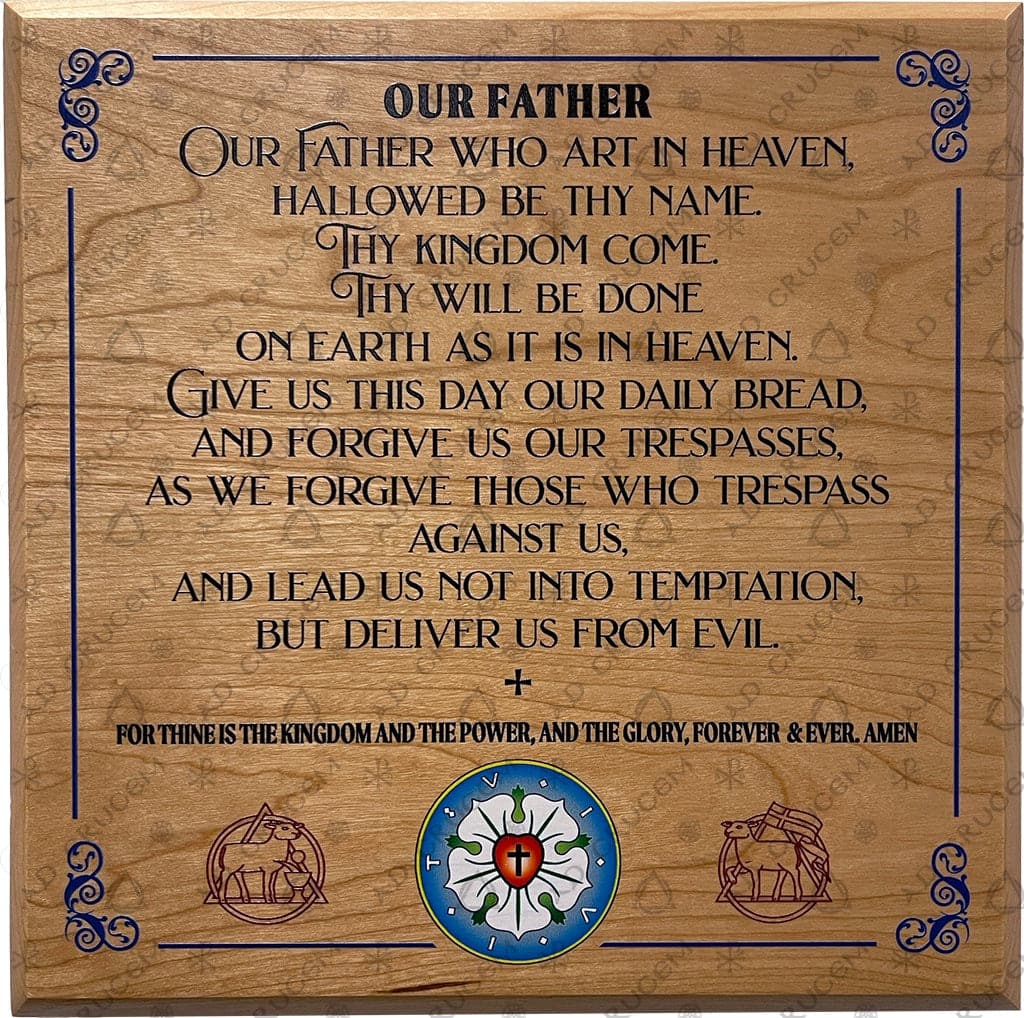 OUR FATHER
OUR FATHER WHO ART IN HEAVEN,
HALLOWED BE THY NAME.
THY KINGDOM COME.
THY WILL BE DONE
ON EARTH AS IT IS IN HEAVEN.
GIVE US THIS DAY OUR DAILY BREAD,
AND FORGIVE US OUR TRESPASSES,
AS WE FORGIVE THOSE WHO TRESPASS
AGAINST US,
AND LEAD US NOT INTO TEMPTATION,
BUT DELIVER US FROM EVIL.
FOR THINE IS THE KINGDOM AND THE POWER, AND THE GLORY, FOREVER & EVER. AMEN
V · I · V · I · T ·
AD CRUCEM